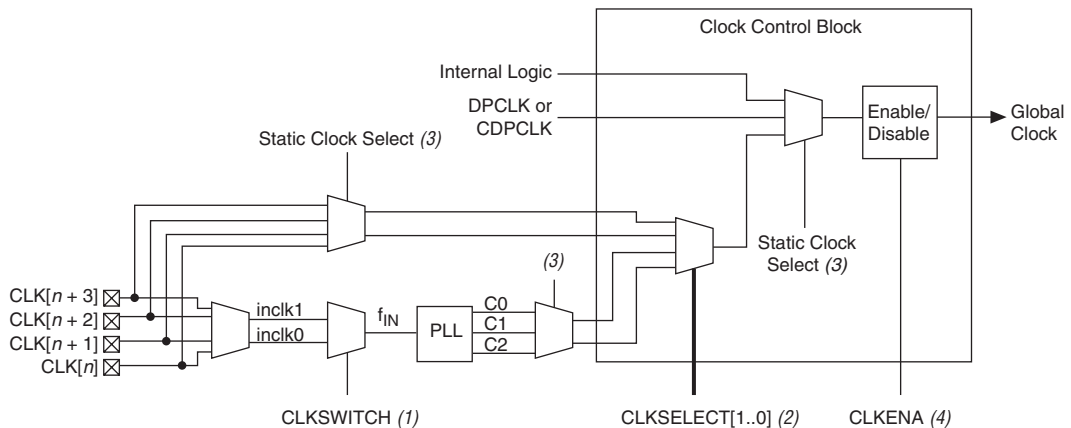 Clock Control Block
Internal Logic
DPCLK or
CDPCLK
Enable/
Disable
Global
Clock
Static Clock Select (3)
Static Clock
Select (3)
(3)
CLK[n + 3]
CLK[n + 2]
CLK[n + 1]
CLK[n]
inclk1
inclk0
fIN
PLL
C0
C1
C2
CLKSWITCH (1)
CLKSELECT[1..0] (2)
CLKENA (4)